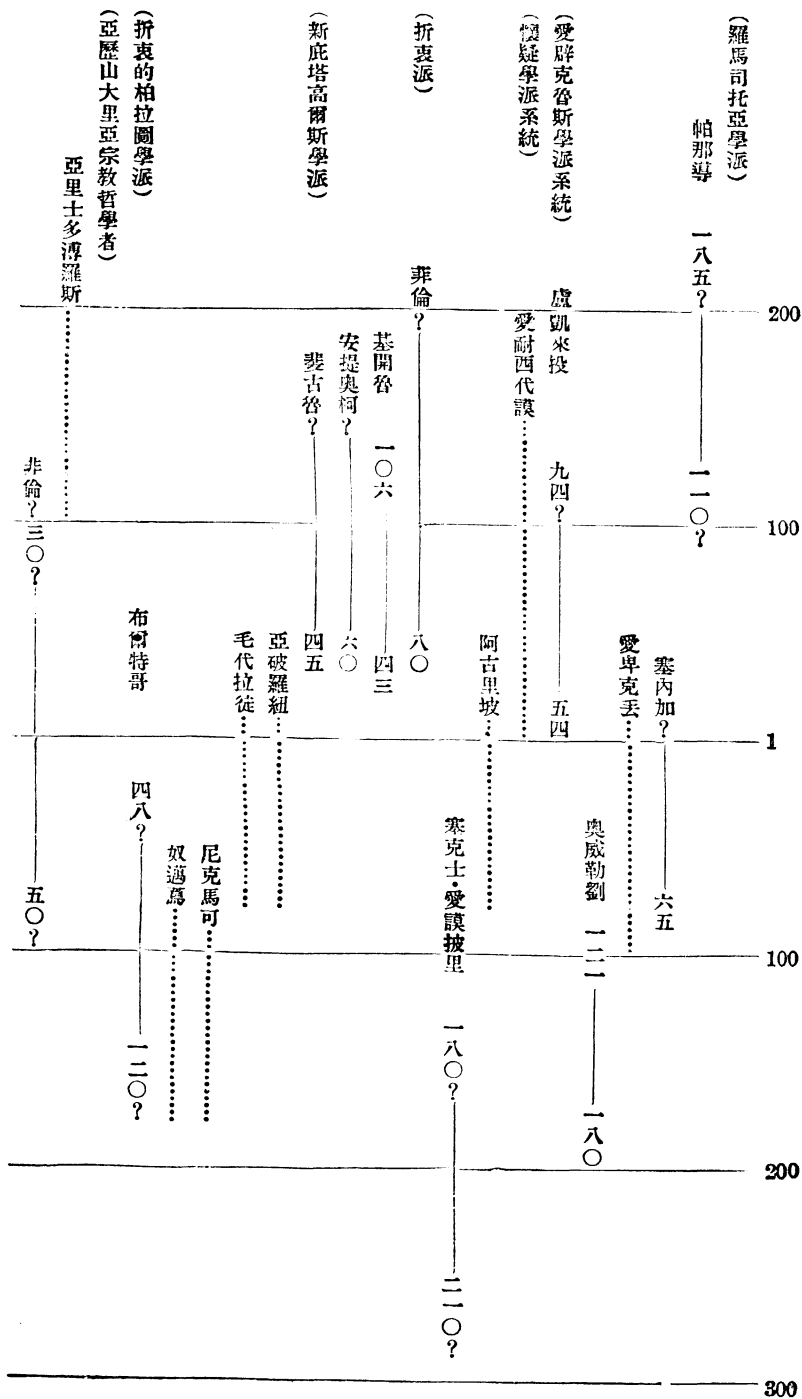 (羅馬司托亞學派)
帕那導 一八五? 一一〇?
塞內加? 六五
愛卑克丟
奧威勒劉 一二一 一八〇
(愛辟克魯斯學派系統)
盧凱來投 九四? 五四
(懷疑學派系統)
愛耐西代謨
阿古里坡
塞克士·愛謨披里 一八〇? 二一〇?
(折衷派)
菲倫? 八〇
基開魯 一〇六 四三
安提奧柯? 六〇
斐古魯? 四五
(新庇塔高爾斯學派)
亞破羅紐
毛代拉徒
尼克馬可
奴邁焉
(折衷的柏拉圖學派)
布爾特哥 四八? 一二〇?
(亞歷山大里亞宗教哲學者)
亞里士多溥羅斯
菲倫? 三〇? 五〇?
200
100
1
100
200
300